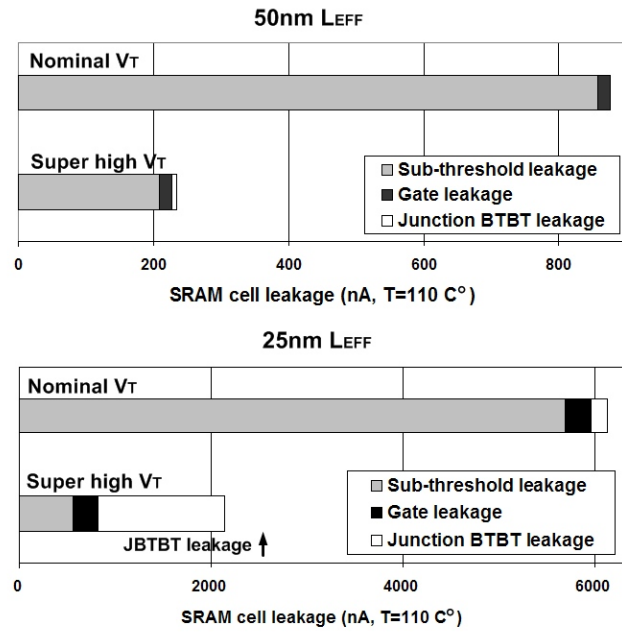 50nm LEFF
Nominal VT
Super high VT
Sub-threshold leakage
Gate leakage
Junction BTBT leakage
0 200 400 600 800
SRAM cell leakage (nA, T=110 C°)
25nm LEFF
Nominal VT
Super high VT
JBTBT leakage
Sub-threshold leakage
Gate leakage
Junction BTBT leakage
0 2000 4000 6000
SRAM cell leakage (nA, T=110 C°)